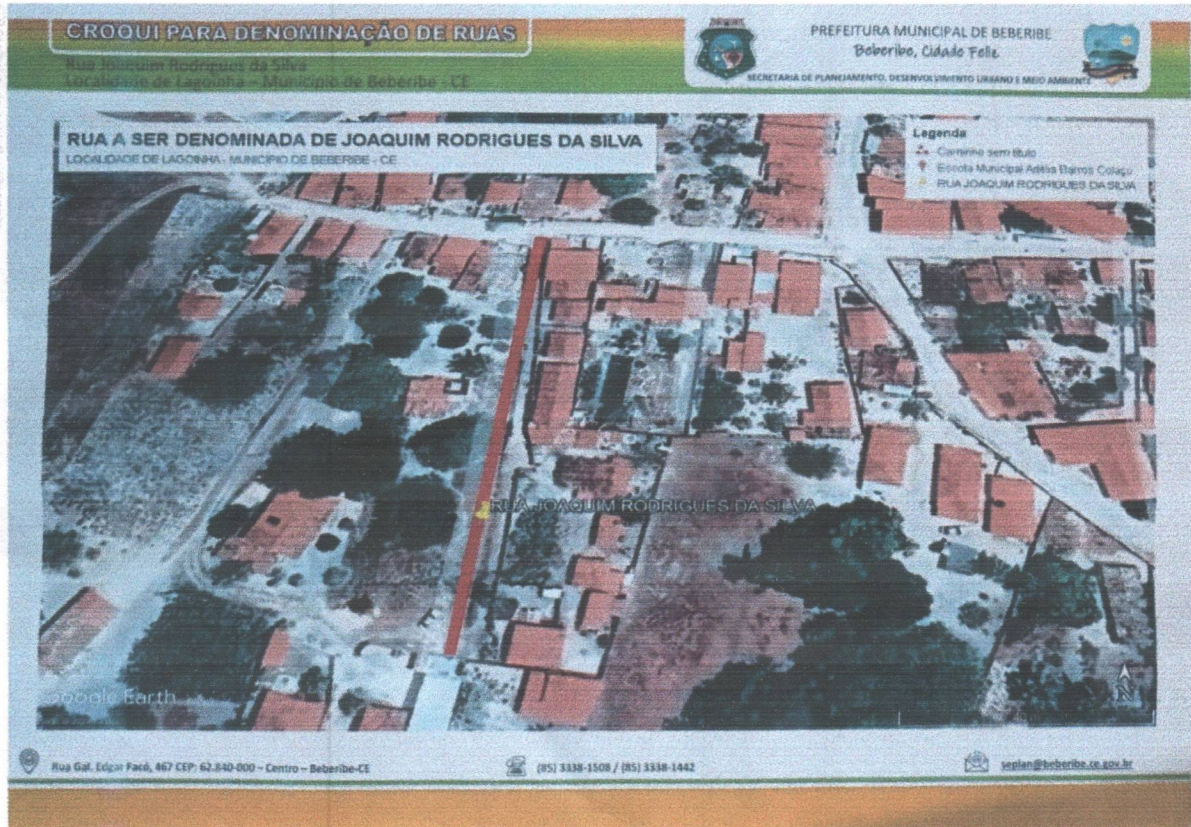 CROQUI PARA DENOMINAÇÃO DE RUAS
Rua Joaquim Rodrigues da Silva
Localidade de Lagoinha – Município de Beberibe - CE
PREFEITURA MUNICIPAL DE BEBERIBE
Beberibe, Cidade Feliz
SECRETARIA DE PLANEJAMENTO, DESENVOLVIMENTO URBANO E MEIO AMBIENTE
RUA A SER DENOMINADA DE JOAQUIM RODRIGUES DA SILVA
LOCALIDADE DE LAGOINHA - MUNICÍPIO DE BEBERIBE - CE
Legenda
Caminho sem título
Escola Municipal Adélia Barros Colaço
RUA JOAQUIM RODRIGUES DA SILVA
RUA JOAQUIM RODRIGUES DA SILVA
Google Earth
N
Rua Gal. Edgar Facó, 467 CEP: 62.840-000 – Centro – Beberibe-CE
(85) 3338-1508 / (85) 3338-1442
seplan@beberibe.ce.gov.br